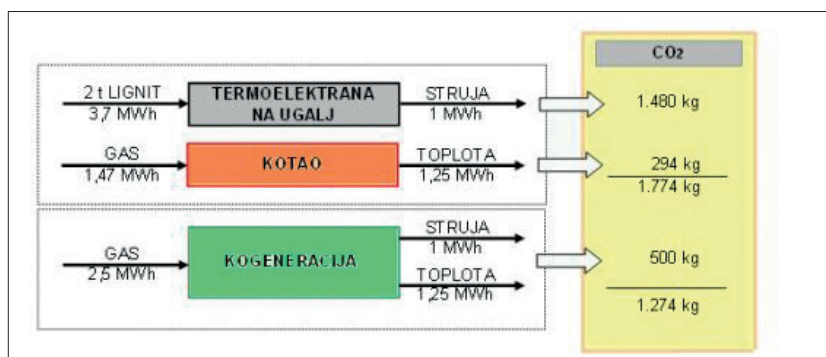 CO₂
2 t LIGNIT
3,7 MWh
TERMOELEKTRANA
NA UGALJ
STRUJA
1 MWh
1.480 kg
GAS
1,47 MWh
KOTAO
TOPLOTA
1,25 MWh
294 kg
1.774 kg
GAS
2,5 MWh
KOGENERACIJA
STRUJA
1 MWh
TOPLOTA
1,25 MWh
500 kg
1.274 kg